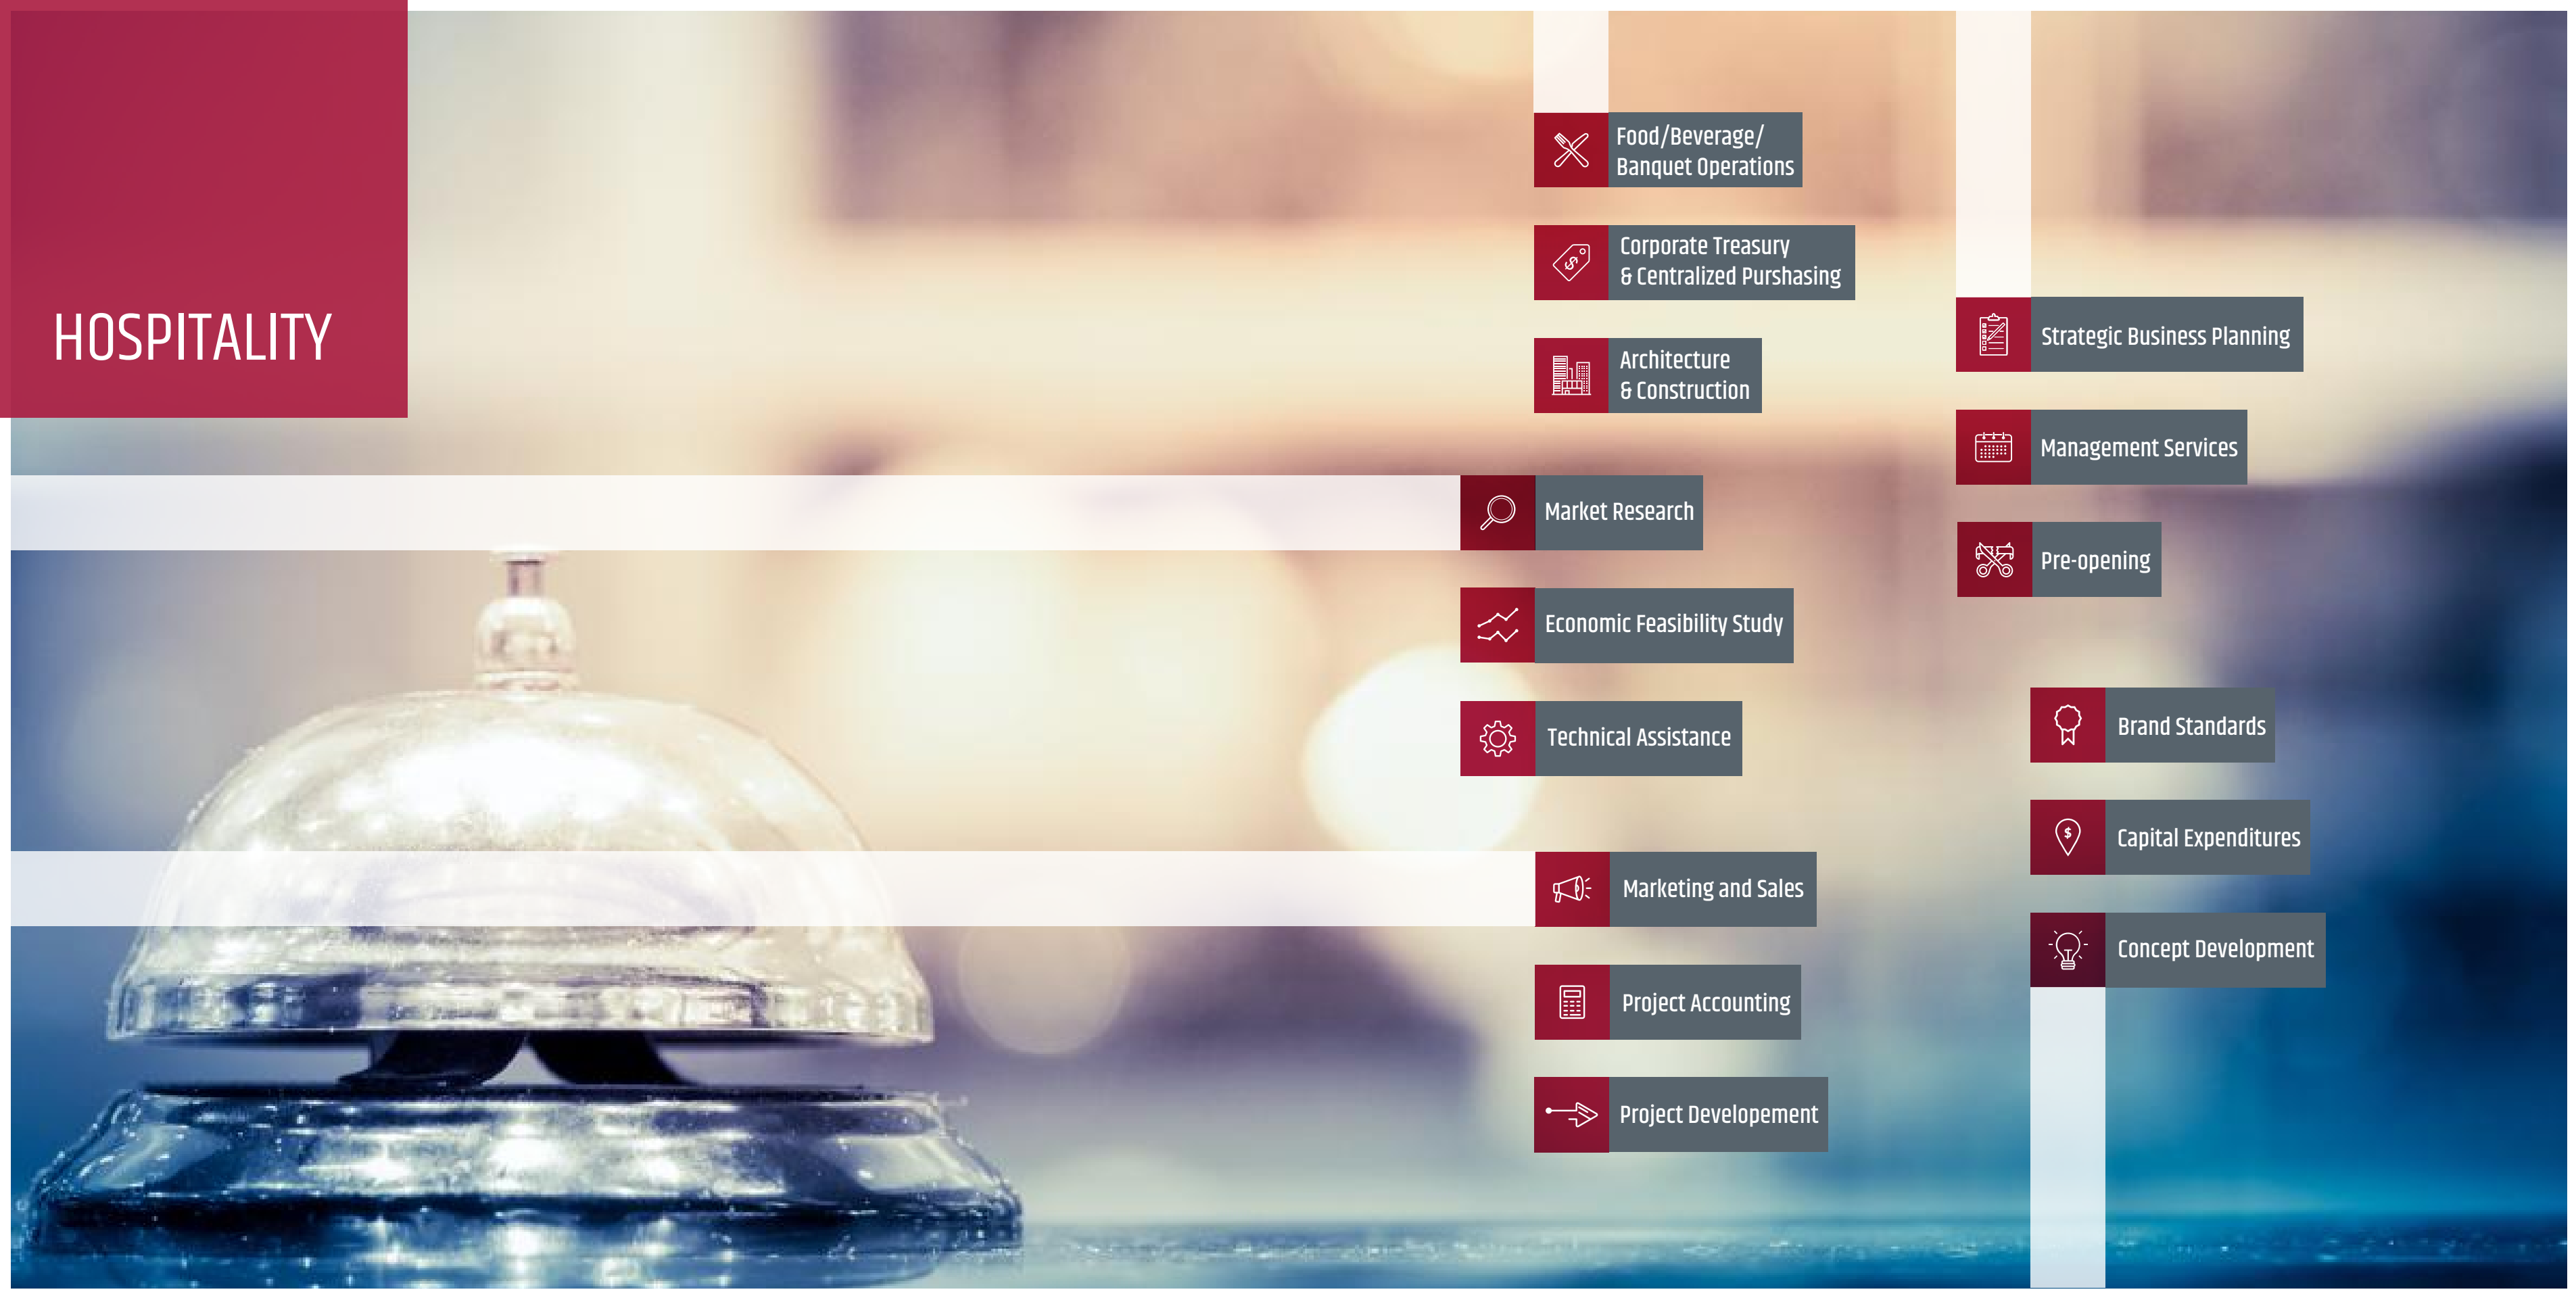 HOSPITALITY
Food/Beverage/
Banquet Operations
Corporate Treasury
& Centralized Purshasing
Architecture
& Construction
Market Research
Economic Feasibility Study
Technical Assistance
Marketing and Sales
Project Accounting
Project Developement
Strategic Business Planning
Management Services
Pre-opening
Brand Standards
Capital Expenditures
Concept Development